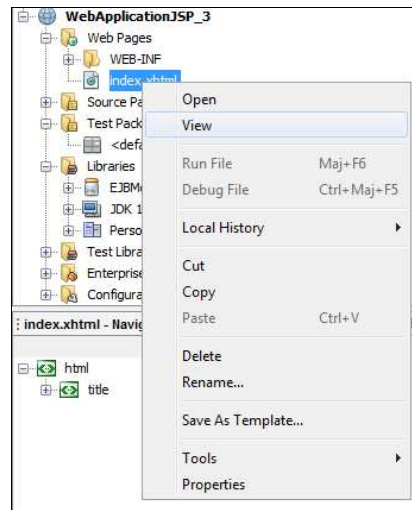 WebApplicationJSP_3
Web Pages
WEB-INF
index.xhtml
Source Pa
Test Pack
<defa
Libraries
EJBMo
JDK 1
Perso
Test Libra
Enterprise
Configura
Open
View
Run File Maj+F6
Debug File Ctrl+Maj+F5
Local History
Cut
Copy
Paste Ctrl+V
Delete
Rename...
Save As Template...
Tools
Properties
index.xhtml - Navig
html
title